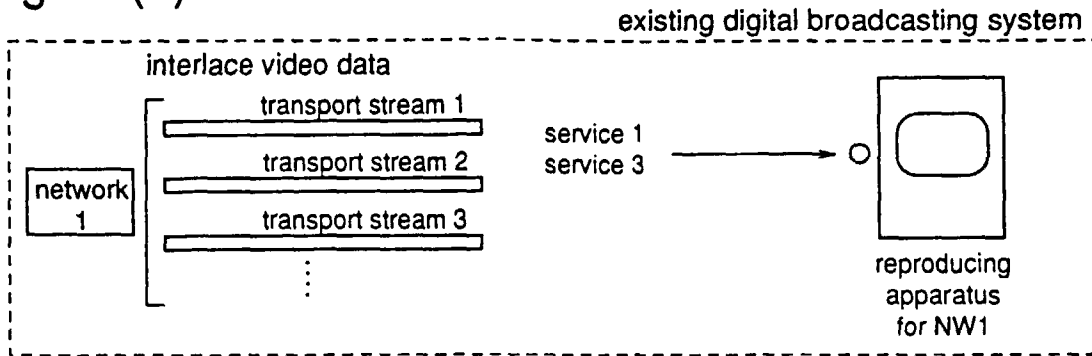 existing digital broadcasting system
interlace video data
transport stream 1
service 1
service 3
transport stream 2
network
1
transport stream 3
reproducing
apparatus
for NW1